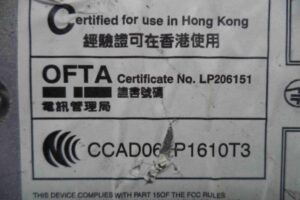 Certified for use in Hong Kong
經驗證可在香港使用
OFTA Certificate No. LP206151
證書號碼
電訊管理局
CCAD06 P1610T3
THIS DEVICE COMPLIES WITH PART 15OF THE FCC RULES